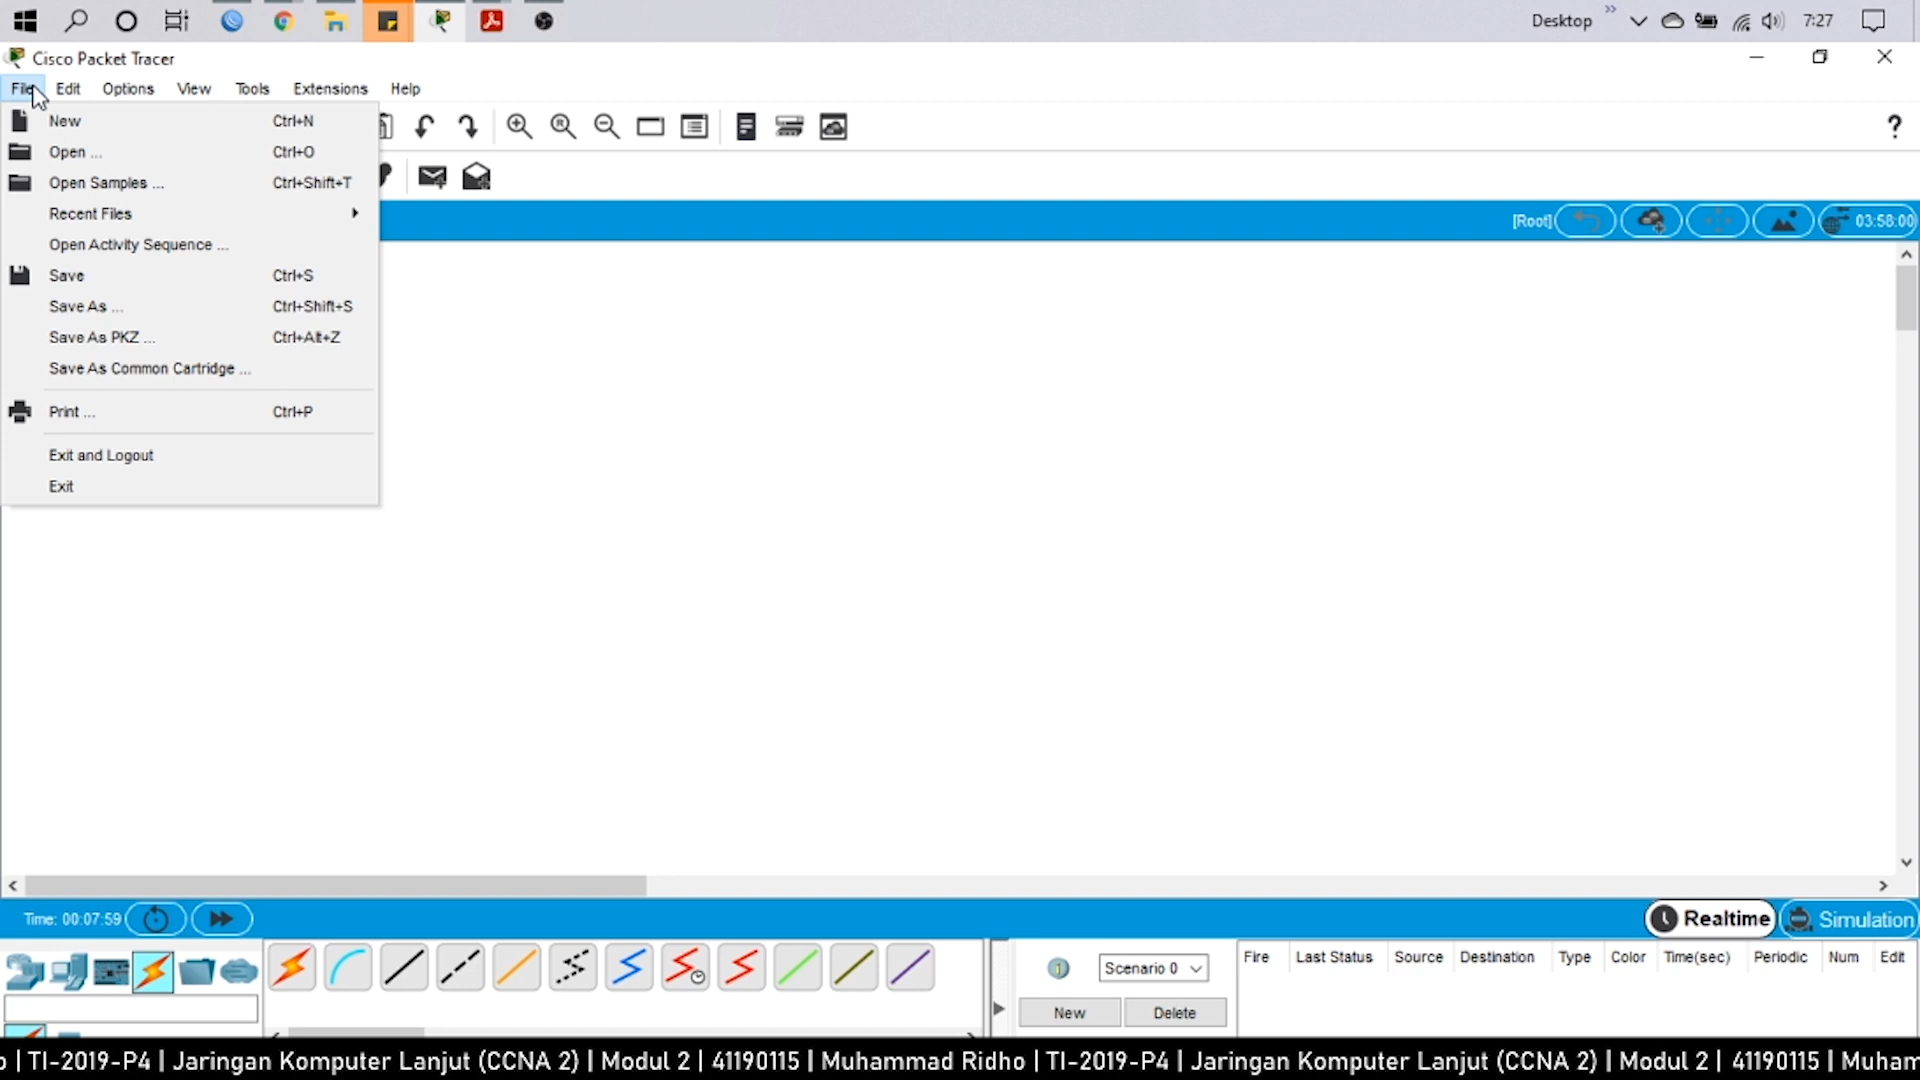 Desktop
7:27
Cisco Packet Tracer
File Edit Options View Tools Extensions Help
New Ctrl+N
Open ... Ctrl+O
Open Samples ... Ctrl+Shift+T
Recent Files
Open Activity Sequence ...
Save Ctrl+S
Save As ... Ctrl+Shift+S
Save As PKZ ... Ctrl+Alt+Z
Save As Common Cartridge ...
Print ... Ctrl+P
Exit and Logout
Exit
[Root] 03:58:00
Time: 00:07:59
Realtime Simulation
Scenario 0
New Delete
Fire Last Status Source Destination Type Color Time(sec) Periodic Num Edit
o | TI-2019-P4 | Jaringan Komputer Lanjut (CCNA 2) | Modul 2 | 41190115 | Muhammad Ridho | TI-2019-P4 | Jaringan Komputer Lanjut (CCNA 2) | Modul 2 | 41190115 | Muham